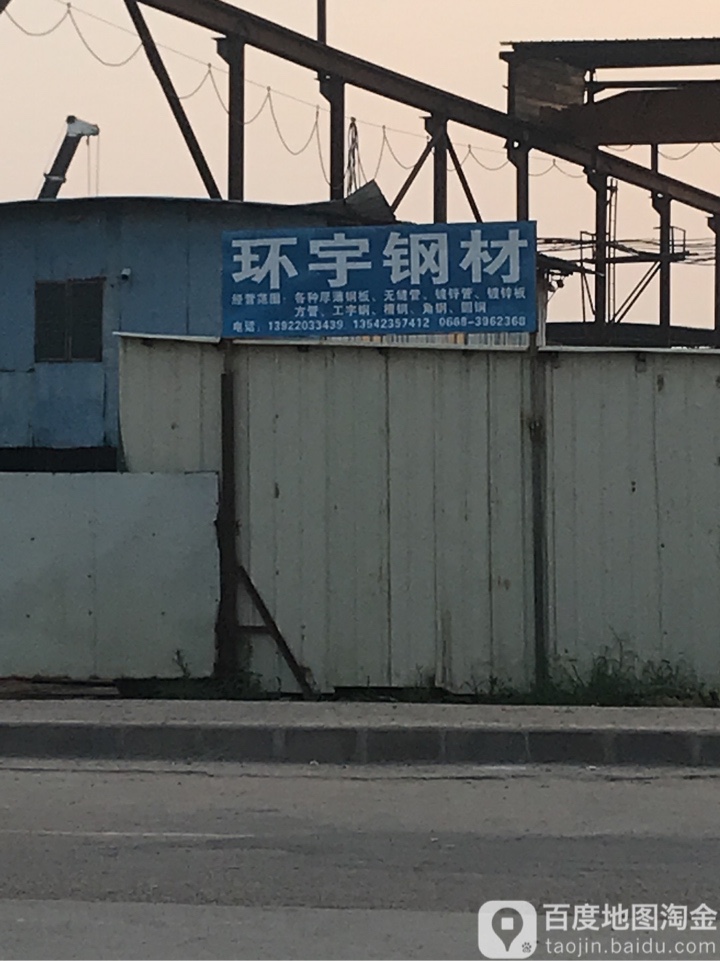 环宇钢材
经营范围：各种厚薄钢板、无缝管、镀锌管、镀锌板
方管、工字钢、槽钢、角钢、圆钢
电话：13922033439 13542357412 0668-3962368
百度地图淘金
taojin.baidu.com